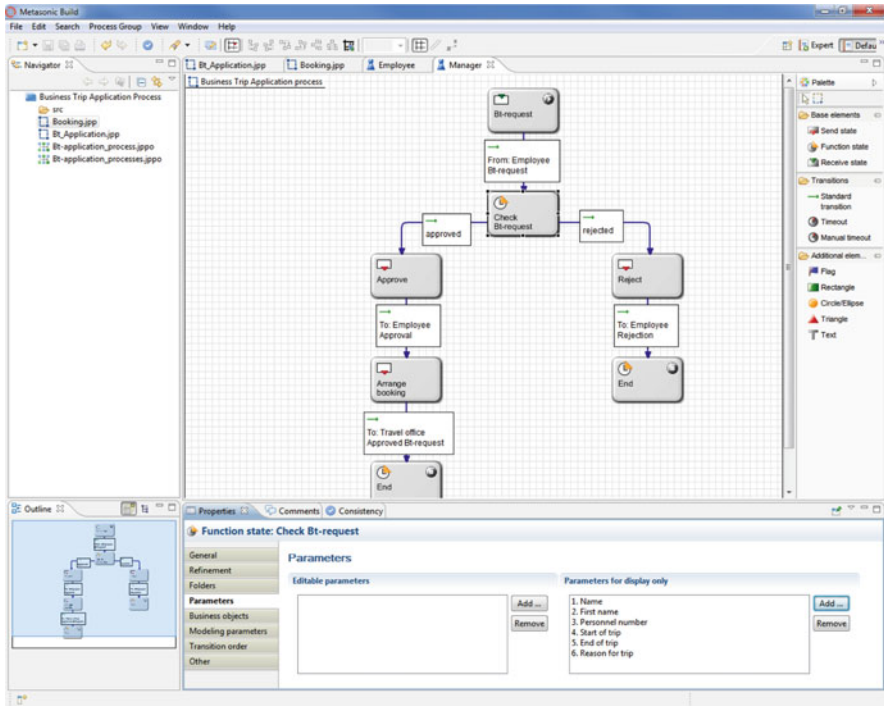 Metasonic Build
File Edit Search Process Group View Window Help
Expert Defau
Navigator
Business Trip Application Process
src
Booking.jpp
Bt_Application.jpp
Bt-application_process.jppo
Bt-application_processes.jppo
Bt_Application.jpp Booking.jpp Employee Manager
Business Trip Application process
Bt-request
From: Employee
Bt-request
Check
Bt-request
approved
rejected
Approve
Reject
To: Employee
Approval
To: Employee
Rejection
Arrange
booking
End
To: Travel office
Approved Bt-request
End
Palette
Base elements
Send state
Function state
Receive state
Transitions
Standard
transition
Timeout
Manual timeout
Additional elem...
Flag
Rectangle
Circle/Ellipse
Triangle
Text
Outline
Properties Comments Consistency
Function state: Check Bt-request
General
Refinement
Folders
Parameters
Business objects
Modeling parameters
Transition order
Other
Parameters
Editable parameters
Add ...
Remove
Parameters for display only
1. Name
2. First name
3. Personnel number
4. Start of trip
5. End of trip
6. Reason for trip
Add ...
Remove